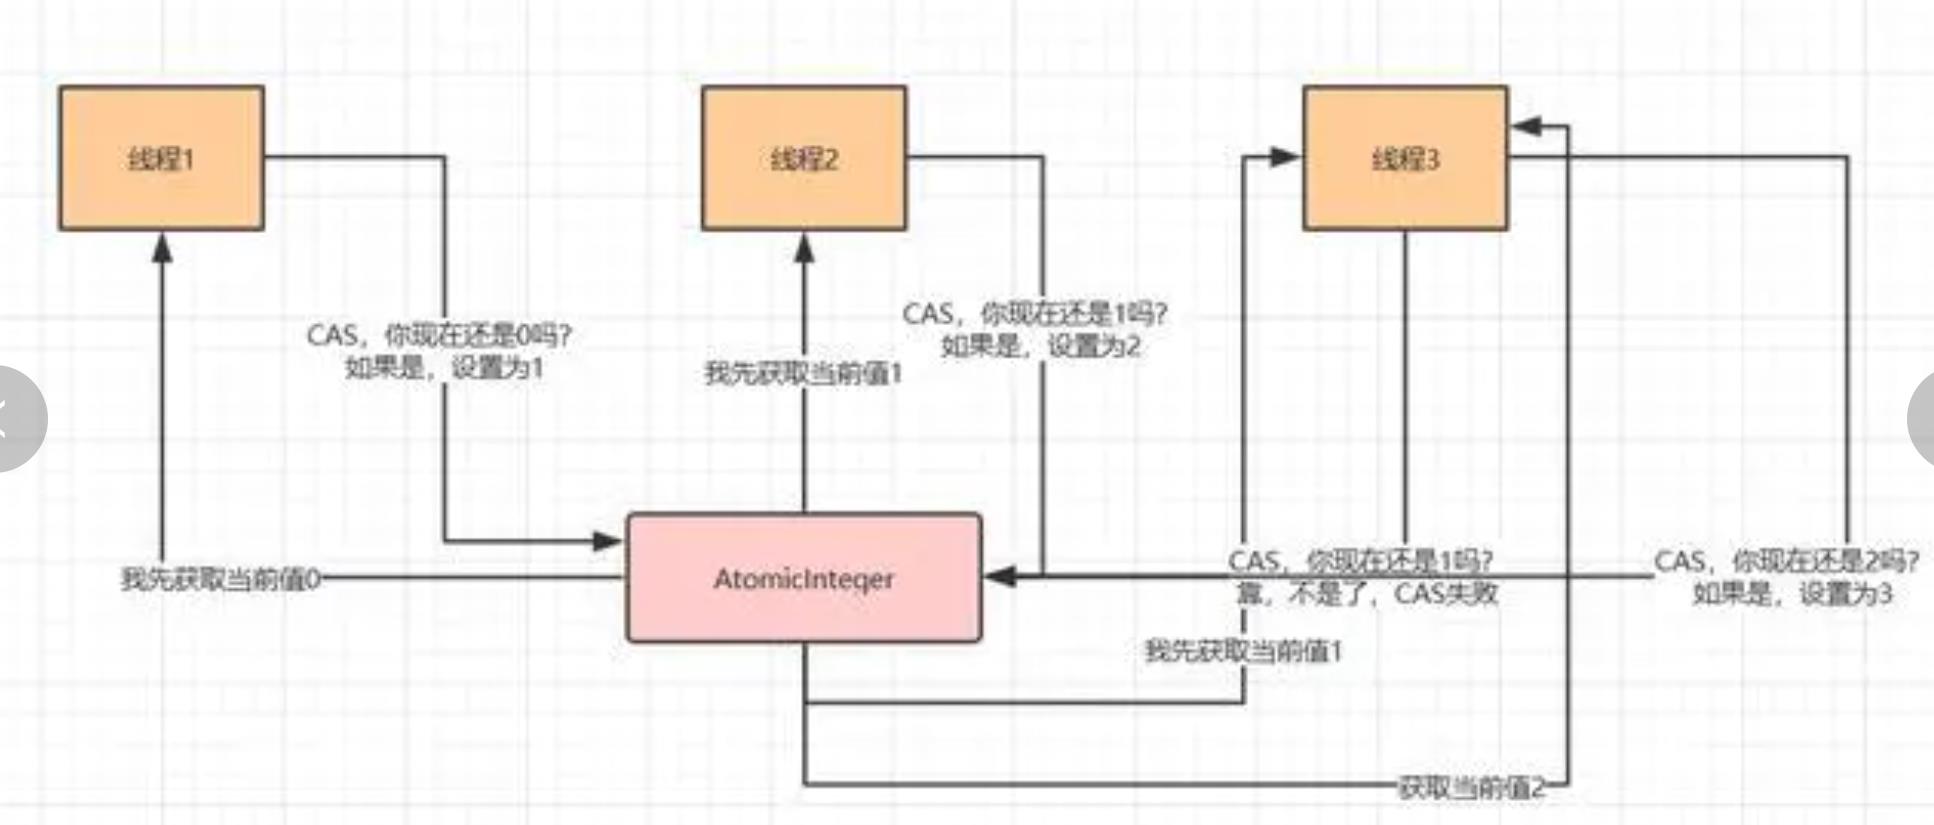 线程1
线程2
线程3
CAS，你现在还是0吗？
如果是，设置为1
我先获取当前值1
CAS，你现在还是1吗？
如果是，设置为2
我先获取当前值0
AtomicInteger
CAS，你现在还是1吗？
靠，不是了，CAS失败
CAS，你现在还是2吗？
如果是，设置为3
我先获取当前值1
获取当前值2